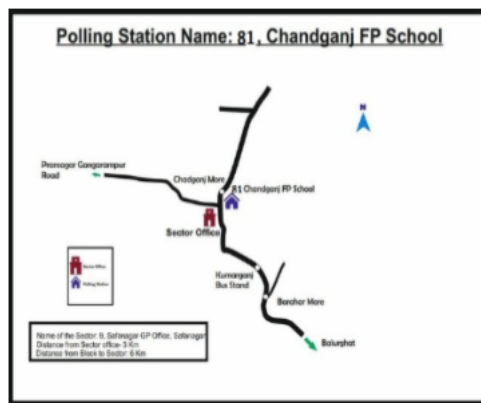 Polling Station Name: 81, Chandganj FP School
N
Pransagar Gangarampur
Road
Chadganj More
81 Chandganj FP School
Sector Office
Kumarganj
Bus Stand
Barahar More
Balurghat
Sector Office
Polling Station
Name of the Sector: 9, Safanagar GP Office, Safanagar
Distance from Sector office- 3 Km
Distance from Block to Sector: 6 Km